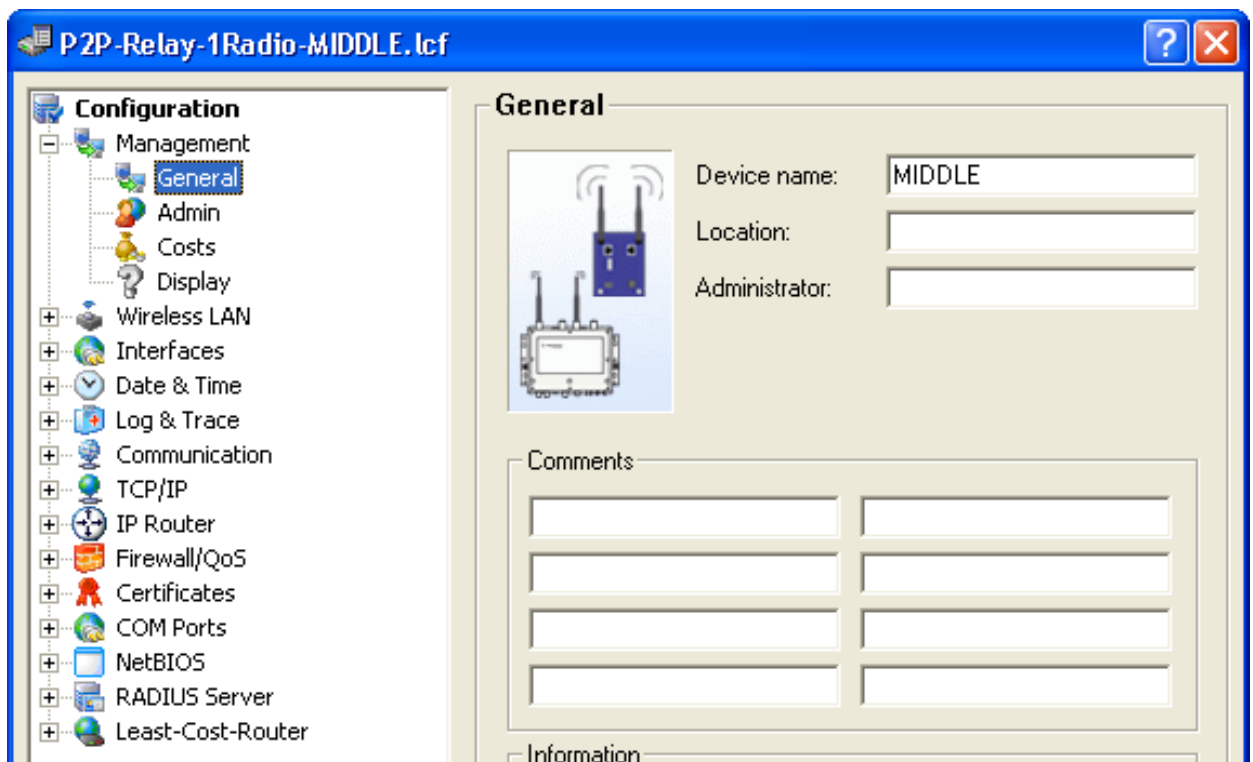 P2P-Relay-1Radio-MIDDLE.lcf
Configuration
Management
General
Admin
Costs
Display
Wireless LAN
Interfaces
Date & Time
Log & Trace
Communication
TCP/IP
IP Router
Firewall/QoS
Certificates
COM Ports
NetBIOS
RADIUS Server
Least-Cost-Router
General
Device name: MIDDLE
Location:
Administrator:
Comments
Information